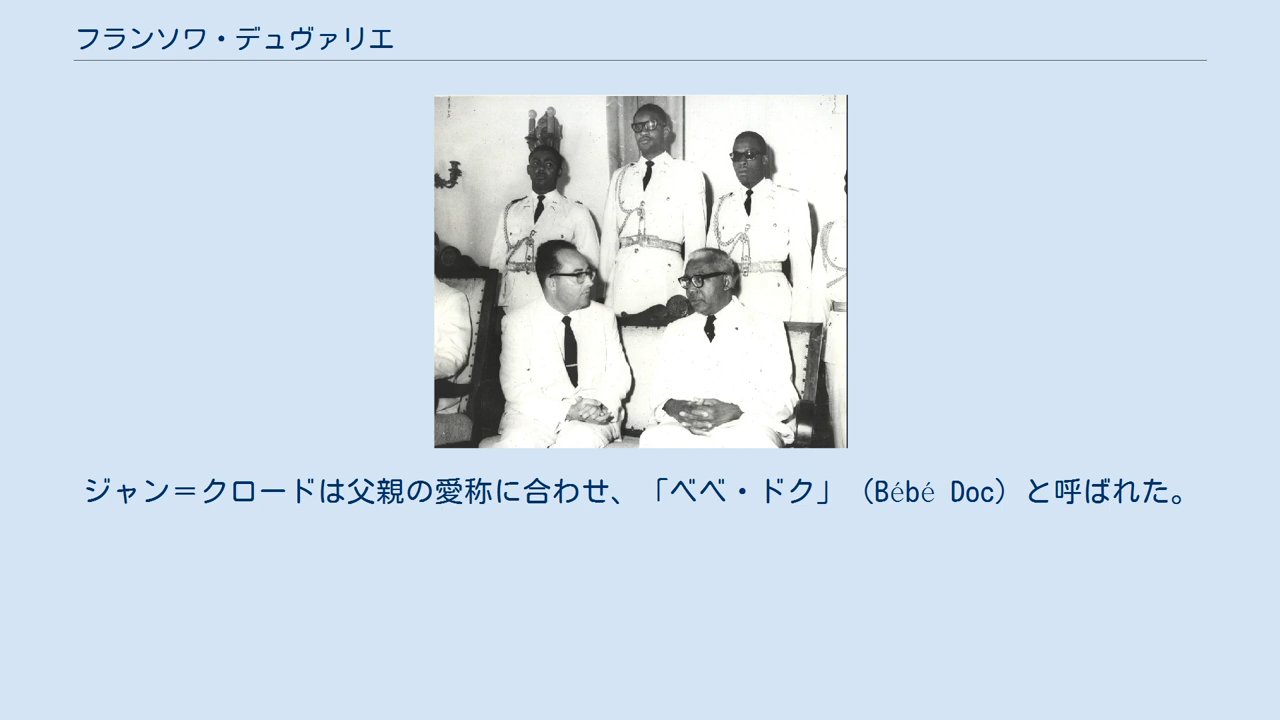 フランソワ・デュヴァリエ
ジャン＝クロードは父親の愛称に合わせ、「ベベ・ドク」（Bébé Doc）と呼ばれた。